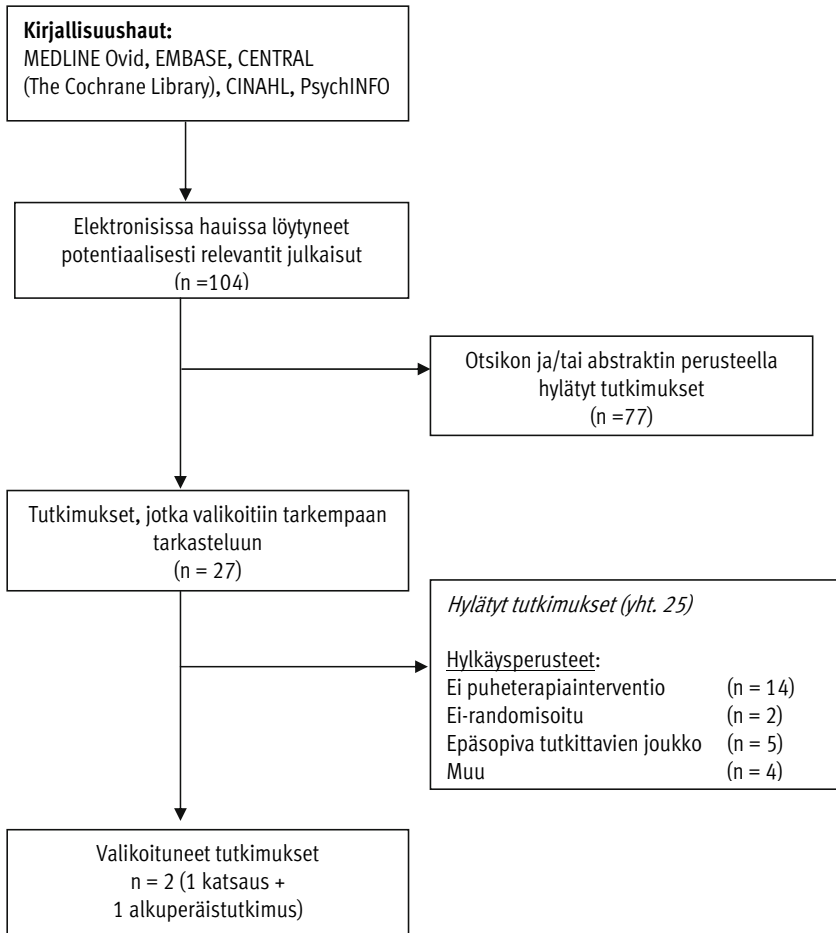 Kirjallisuushaut:
MEDLINE Ovid, EMBASE, CENTRAL
(The Cochrane Library), CINAHL, PsychINFO
Elektronisissa hauissa löytyneet
potentiaalisesti relevantit julkaisut
(n =104)
Otsikon ja/tai abstraktin perusteella
hylätyt tutkimukset
(n =77)
Tutkimukset, jotka valikoitiin tarkempaan
tarkasteluun
(n = 27)
Hylätyt tutkimukset (yht. 25)
Hylkäysperusteet:
Ei puheterapiainterventio (n = 14)
Ei-randomisoitu (n = 2)
Epäsopiva tutkittavien joukko (n = 5)
Muu (n = 4)
Valikoituneet tutkimukset
n = 2 (1 katsaus +
1 alkuperäistutkimus)